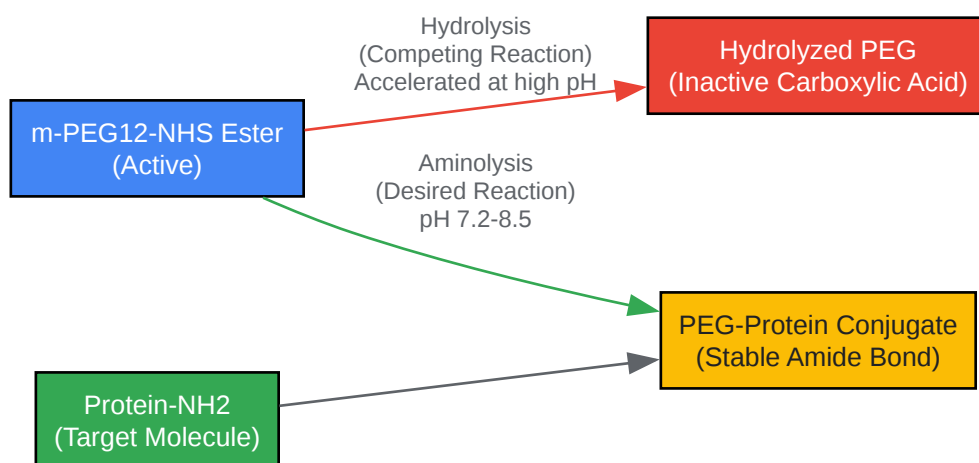 Hydrolysis
(Competing Reaction)
Accelerated at high pH
Hydrolyzed PEG
(Inactive Carboxylic Acid)
m-PEG12-NHS Ester
(Active)
Aminolysis
(Desired Reaction)
pH 7.2-8.5
PEG-Protein Conjugate
(Stable Amide Bond)
Protein-NH2
(Target Molecule)